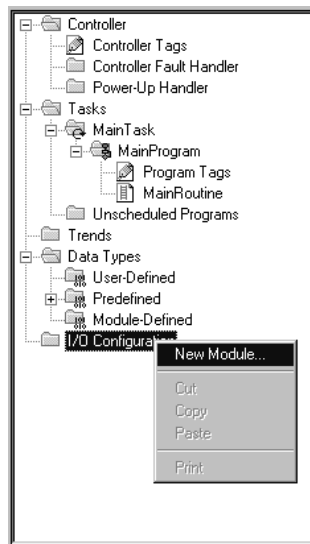 Controller
Controller Tags
Controller Fault Handler
Power-Up Handler
Tasks
MainTask
MainProgram
Program Tags
MainRoutine
Unscheduled Programs
Trends
Data Types
User-Defined
Predefined
Module-Defined
I/O Configuration
New Module...
Cut
Copy
Paste
Print